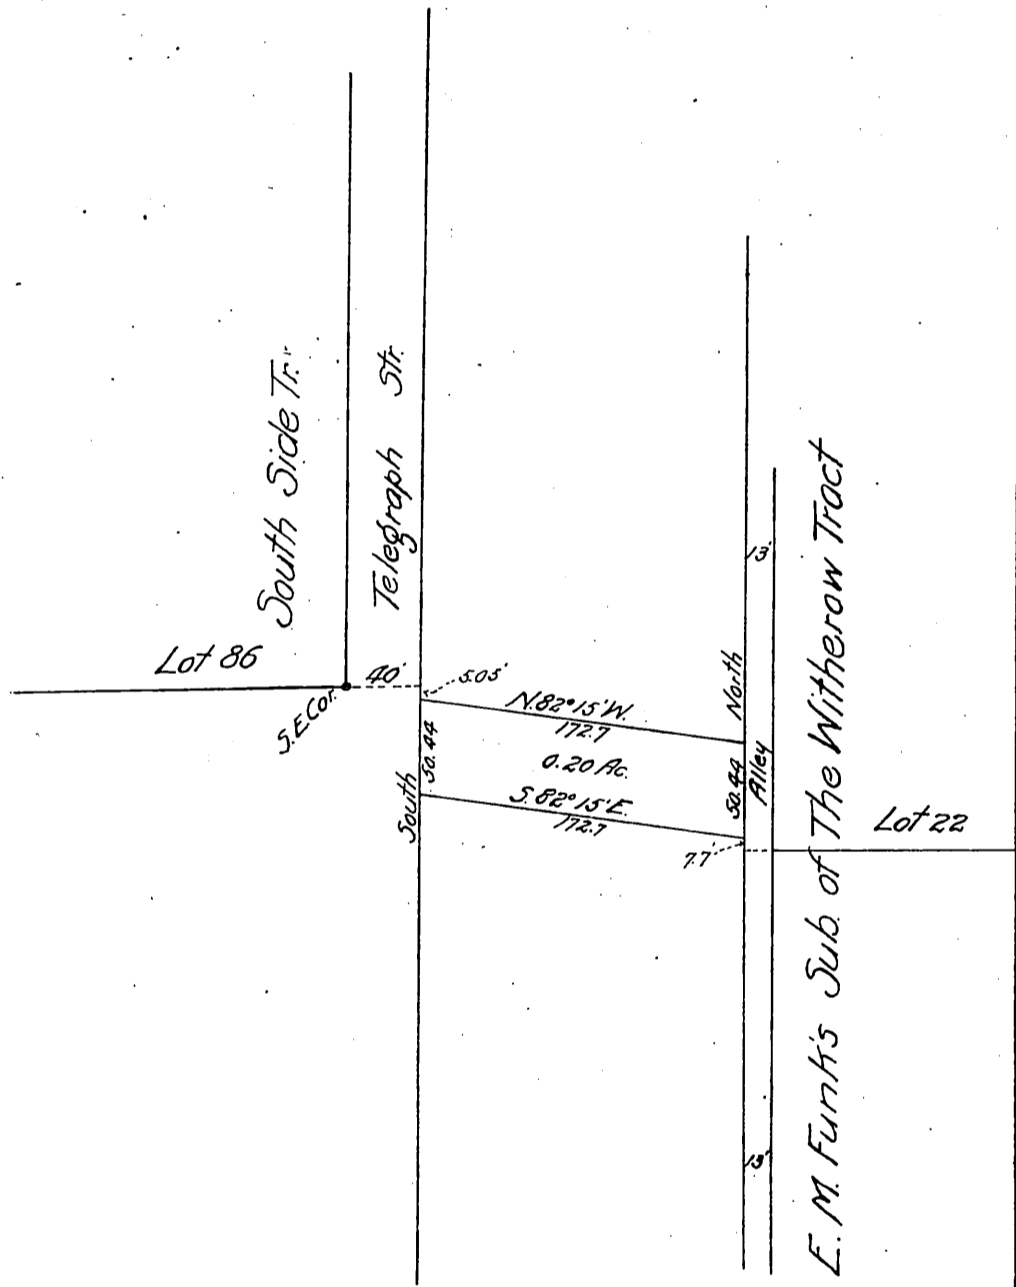 South Side Tr.
Telegraph Str.
Lot 86
40'
S.E.Cor.
5.05'
N.82°15'W.
172.7
0.20 Ac.
S.82°15'E.
172.7
South
50.44
North
50.44
Alley
13'
13'
7.7'
Lot 22
E. M. Funk's Sub. of The Witherow Tract